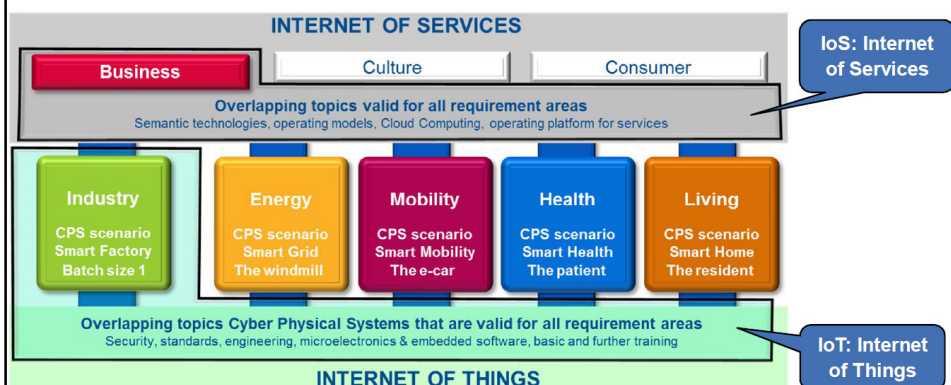 INTERNET OF SERVICES
IoS: Internet
of Services
Business
Culture
Consumer
Overlapping topics valid for all requirement areas
Semantic technologies, operating models, Cloud Computing, operating platform for services
Industry
CPS scenario
Smart Factory
Batch size 1
Energy
CPS scenario
Smart Grid
The windmill
Mobility
CPS scenario
Smart Mobility
The e-car
Health
CPS scenario
Smart Health
The patient
Living
CPS scenario
Smart Home
The resident
Overlapping topics Cyber Physical Systems that are valid for all requirement areas
Security, standards, engineering, microelectronics & embedded software, basic and further training
IoT: Internet
of Things
INTERNET OF THINGS